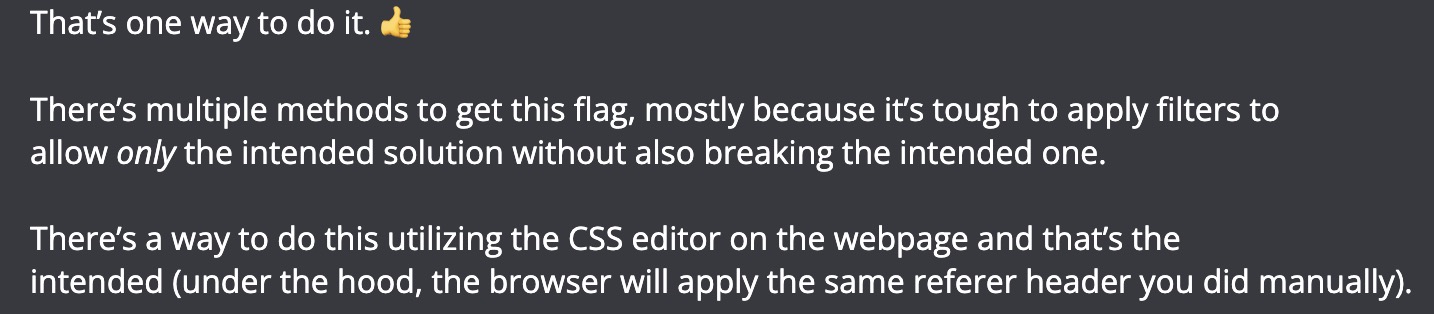 That’s one way to do it. 👍
There’s multiple methods to get this flag, mostly because it’s tough to apply filters to
allow only the intended solution without also breaking the intended one.
There’s a way to do this utilizing the CSS editor on the webpage and that’s the
intended (under the hood, the browser will apply the same referer header you did manually).